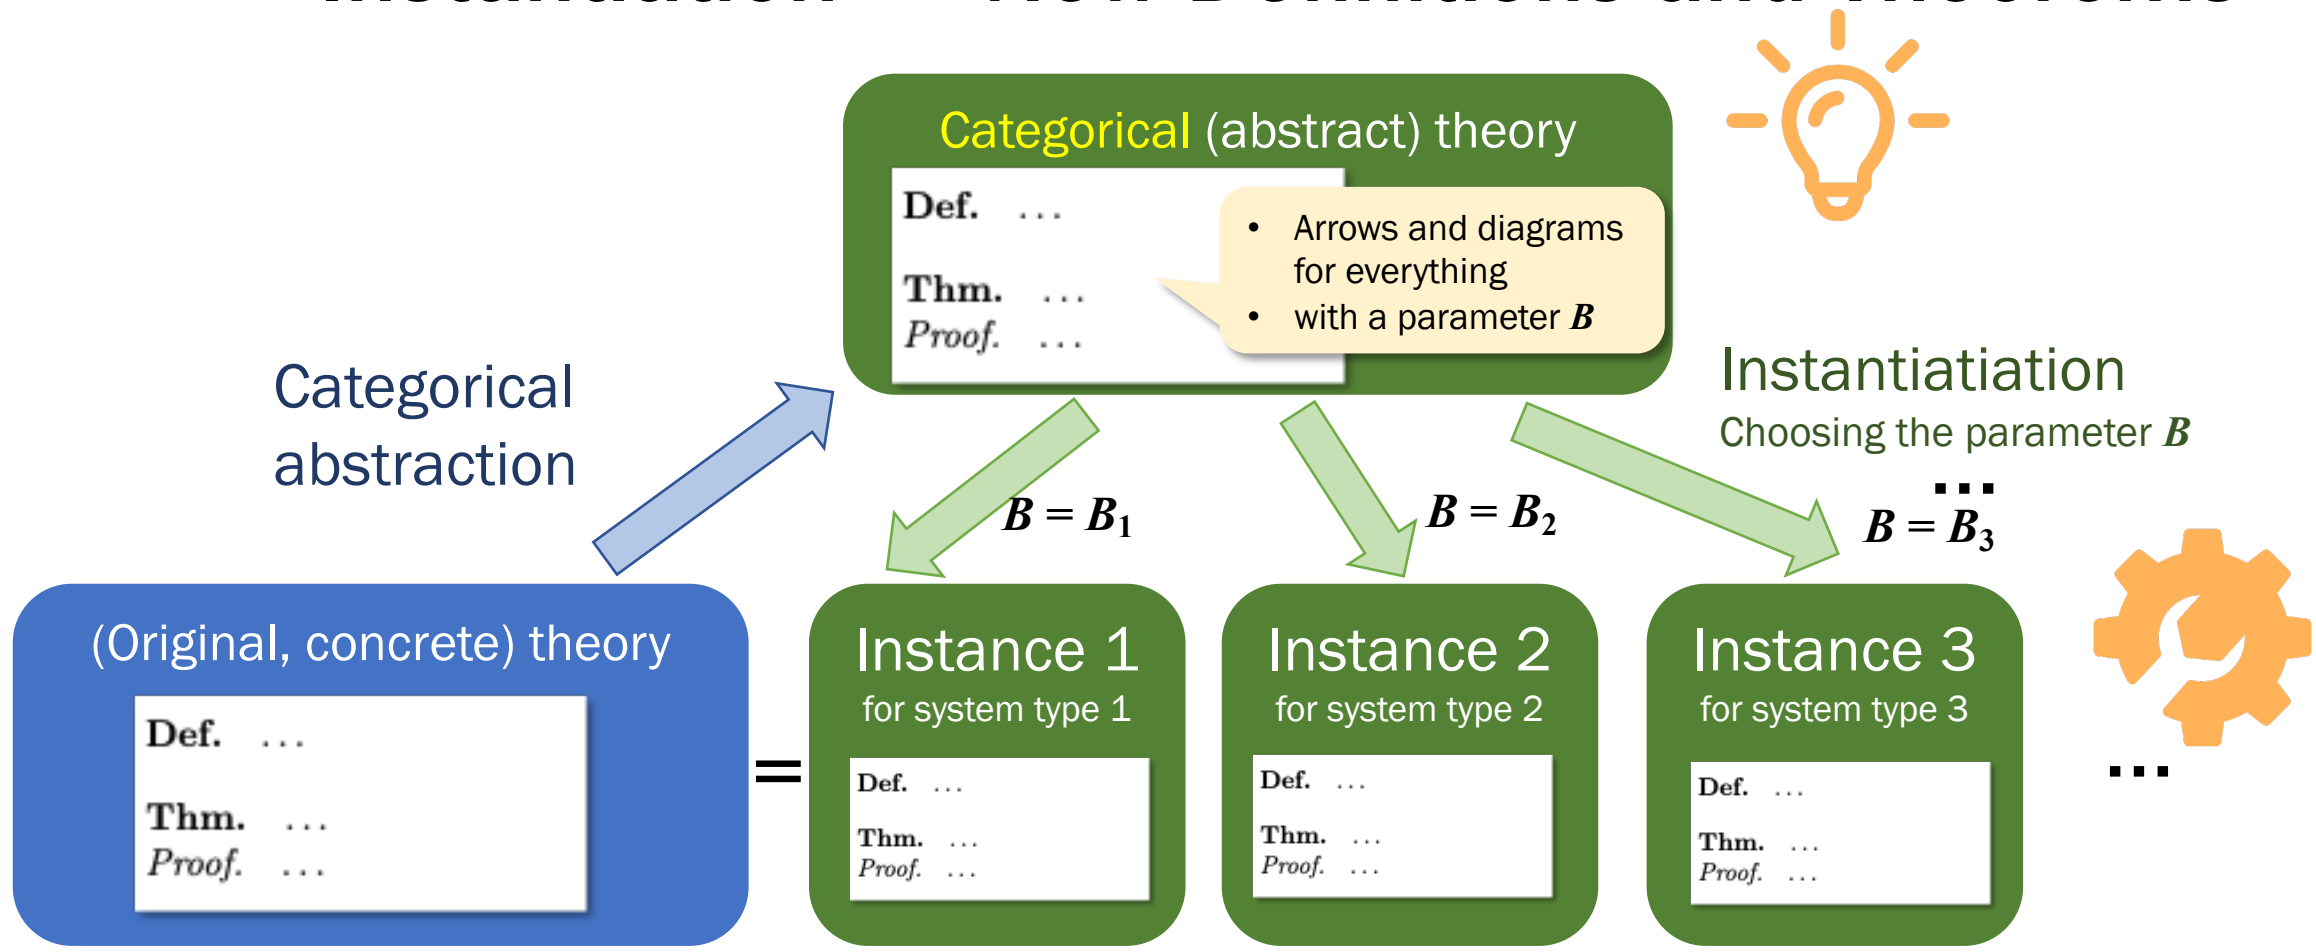 Categorical (abstract) theory
Def. ...
Thm. ...
Proof. ...
• Arrows and diagrams
for everything
• with a parameter B
Categorical
abstraction
Instantiatiation
Choosing the parameter B
...
B = B1
B = B2
B = B3
(Original, concrete) theory
Def. ...
Thm. ...
Proof. ...
=
Instance 1
for system type 1
Def. ...
Thm. ...
Proof. ...
Instance 2
for system type 2
Def. ...
Thm. ...
Proof. ...
Instance 3
for system type 3
Def. ...
Thm. ...
Proof. ...
...